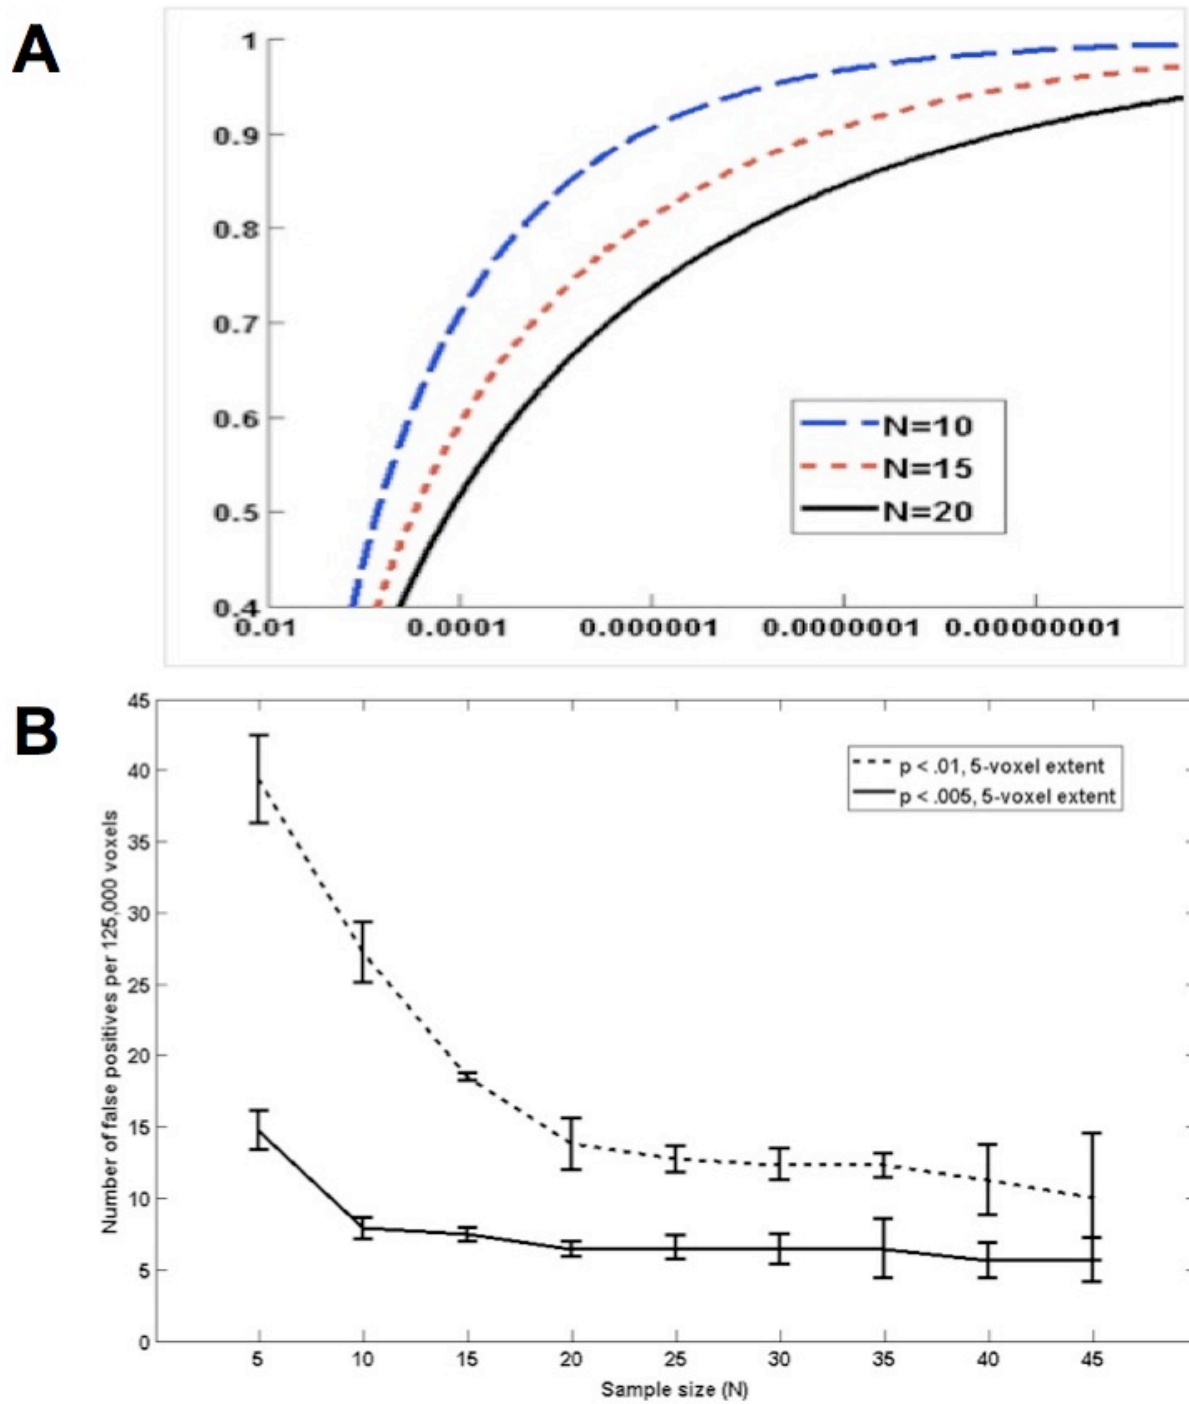 A
1
0.9
0.8
0.7
0.6
0.5
0.4
N=10
N=15
N=20
0.01 0.0001 0.000001 0.0000001 0.00000001
B
45
40
35
30
25
20
15
10
5
0
Number of false positives per 125,000 voxels
p < .01, 5-voxel extent
p < .005, 5-voxel extent
5 10 15 20 25 30 35 40 45
Sample size (N)